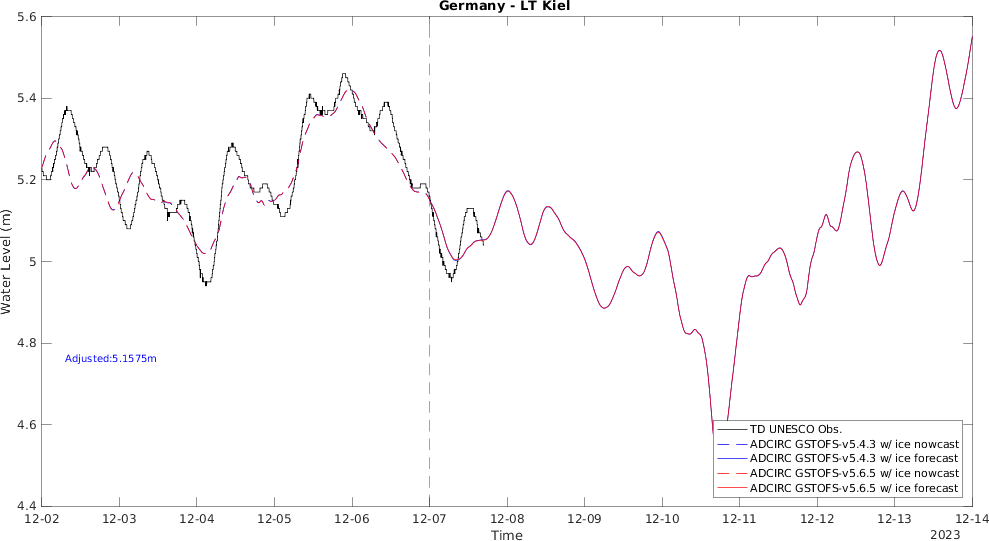 Germany - LT Kiel
5.6
5.4
5.2
5
4.8
4.6
4.4
Water Level (m)
Adjusted:5.1575m
TD UNESCO Obs.
ADCIRC GSTOFS-v5.4.3 w/ ice nowcast
ADCIRC GSTOFS-v5.4.3 w/ ice forecast
ADCIRC GSTOFS-v5.6.5 w/ ice nowcast
ADCIRC GSTOFS-v5.6.5 w/ ice forecast
12-02 12-03 12-04 12-05 12-06 12-07 12-08 12-09 12-10 12-11 12-12 12-13 12-14
Time
2023